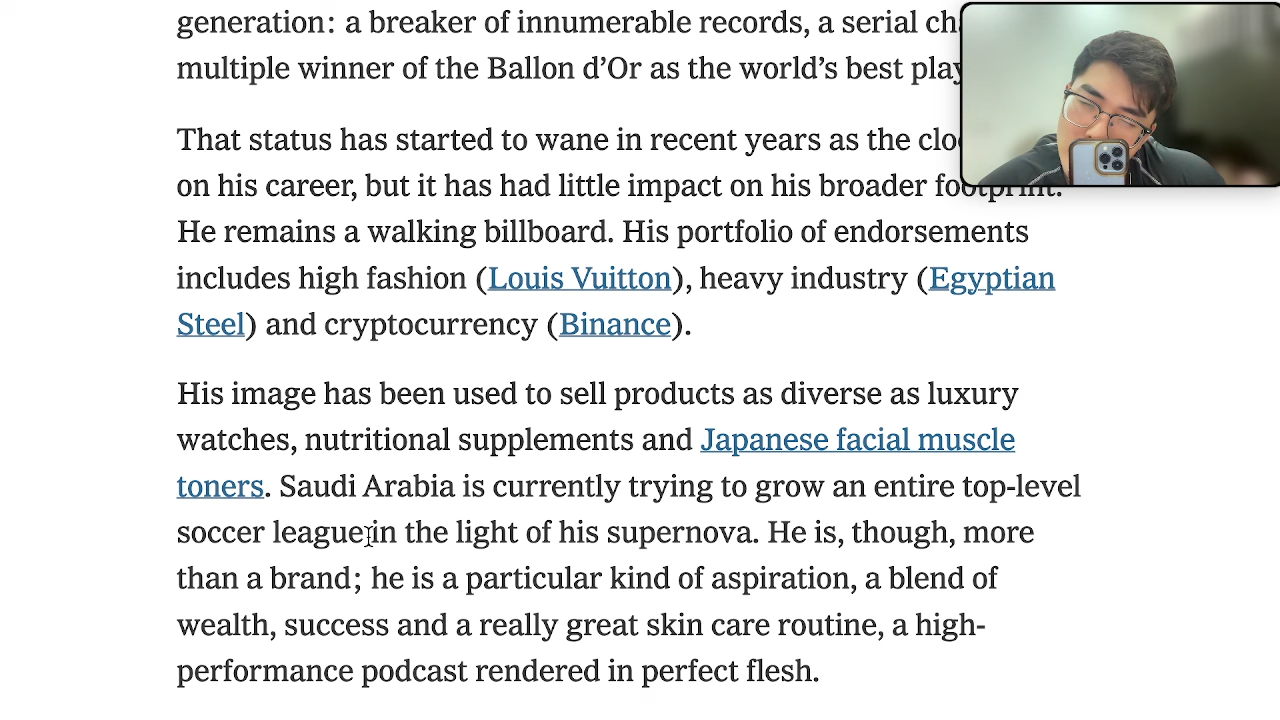 generation: a breaker of innumerable records, a serial
multiple winner of the Ballon d’Or as the world’s best
That status has started to wane in recent years as the
on his career, but it has had little impact on his broader footprint.
He remains a walking billboard. His portfolio of endorsements
includes high fashion (Louis Vuitton), heavy industry (Egyptian
Steel) and cryptocurrency (Binance).
His image has been used to sell products as diverse as luxury
watches, nutritional supplements and Japanese facial muscle
toners. Saudi Arabia is currently trying to grow an entire top-level
soccer league in the light of his supernova. He is, though, more
than a brand; he is a particular kind of aspiration, a blend of
wealth, success and a really great skin care routine, a high-
performance podcast rendered in perfect flesh.